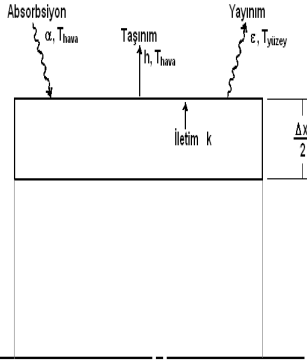 Absorbsiyon
α, Thava
Taşınım
h, Thava
Yayınım
ε, Tyüzey
İletim k
Δx
2